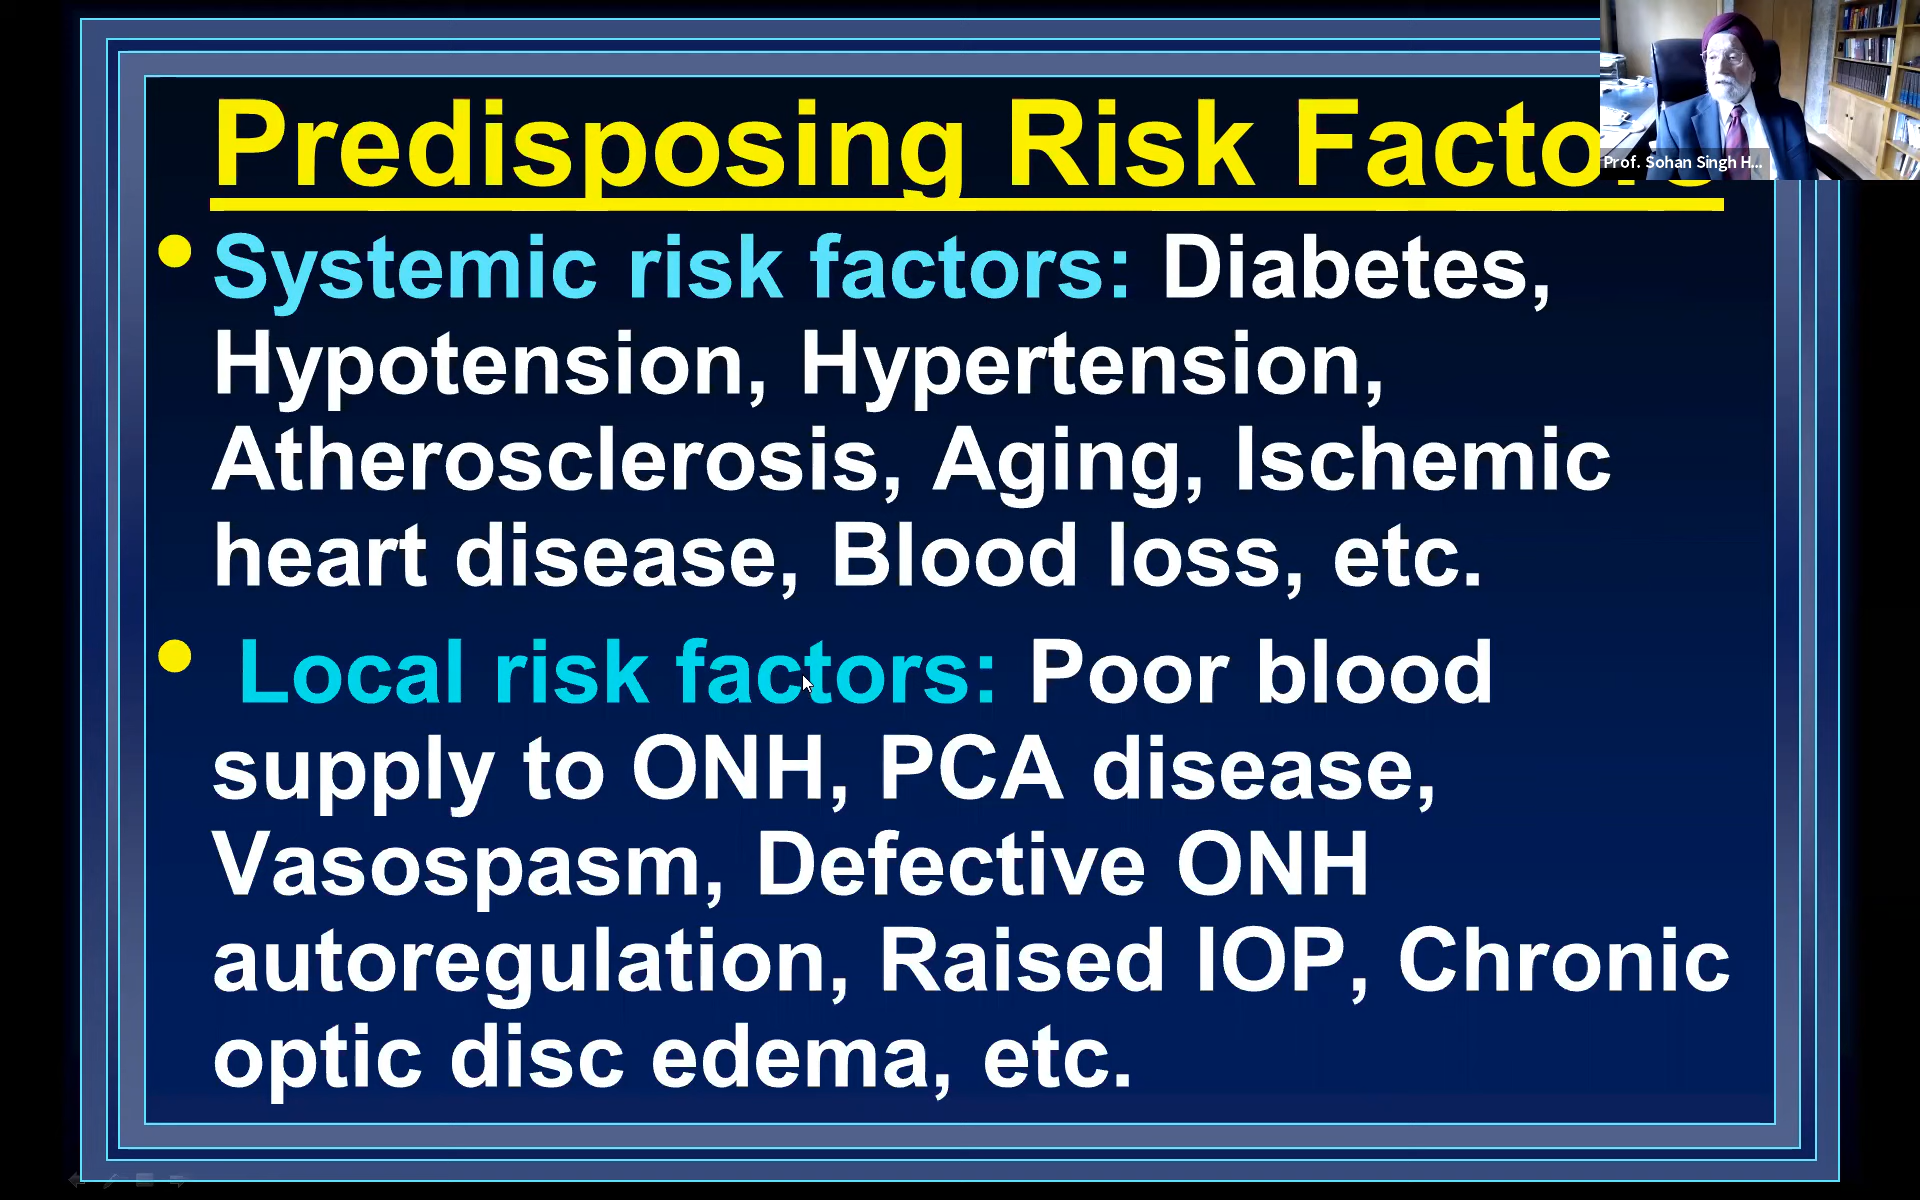 Predisposing Risk Factors
Prof. Sohan Singh H...
Systemic risk factors: Diabetes,
Hypotension, Hypertension,
Atherosclerosis, Aging, Ischemic
heart disease, Blood loss, etc.
Local risk factors: Poor blood
supply to ONH, PCA disease,
Vasospasm, Defective ONH
autoregulation, Raised IOP, Chronic
optic disc edema, etc.